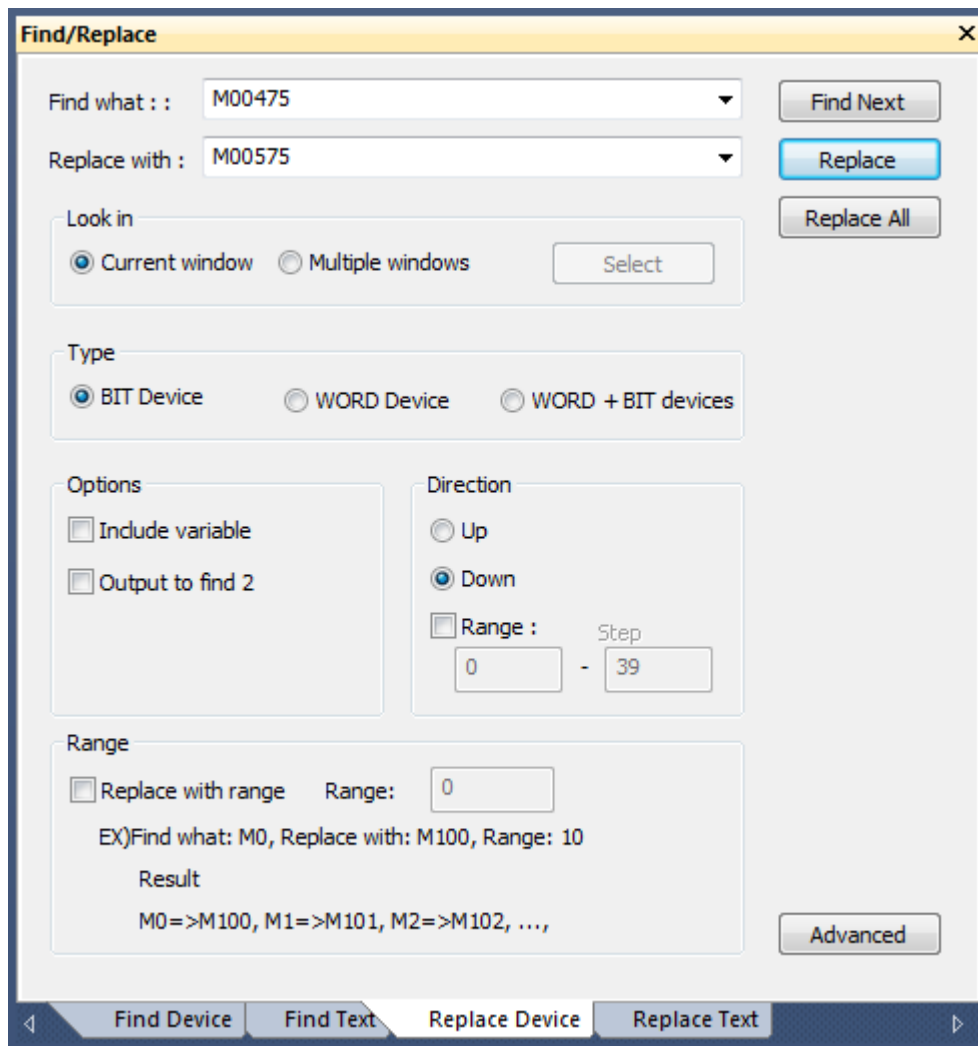 Find/Replace
Find what : : M00475 Find Next
Replace with : M00575 Replace
Replace All
Look in
Current window Multiple windows Select
Type
BIT Device WORD Device WORD + BIT devices
Options Direction
Include variable Up
Output to find 2 Down
Range : Step
0 - 39
Range
Replace with range Range: 0
EX)Find what: M0, Replace with: M100, Range: 10
Result
M0=>M100, M1=>M101, M2=>M102, ...,
Advanced
Find Device Find Text Replace Device Replace Text